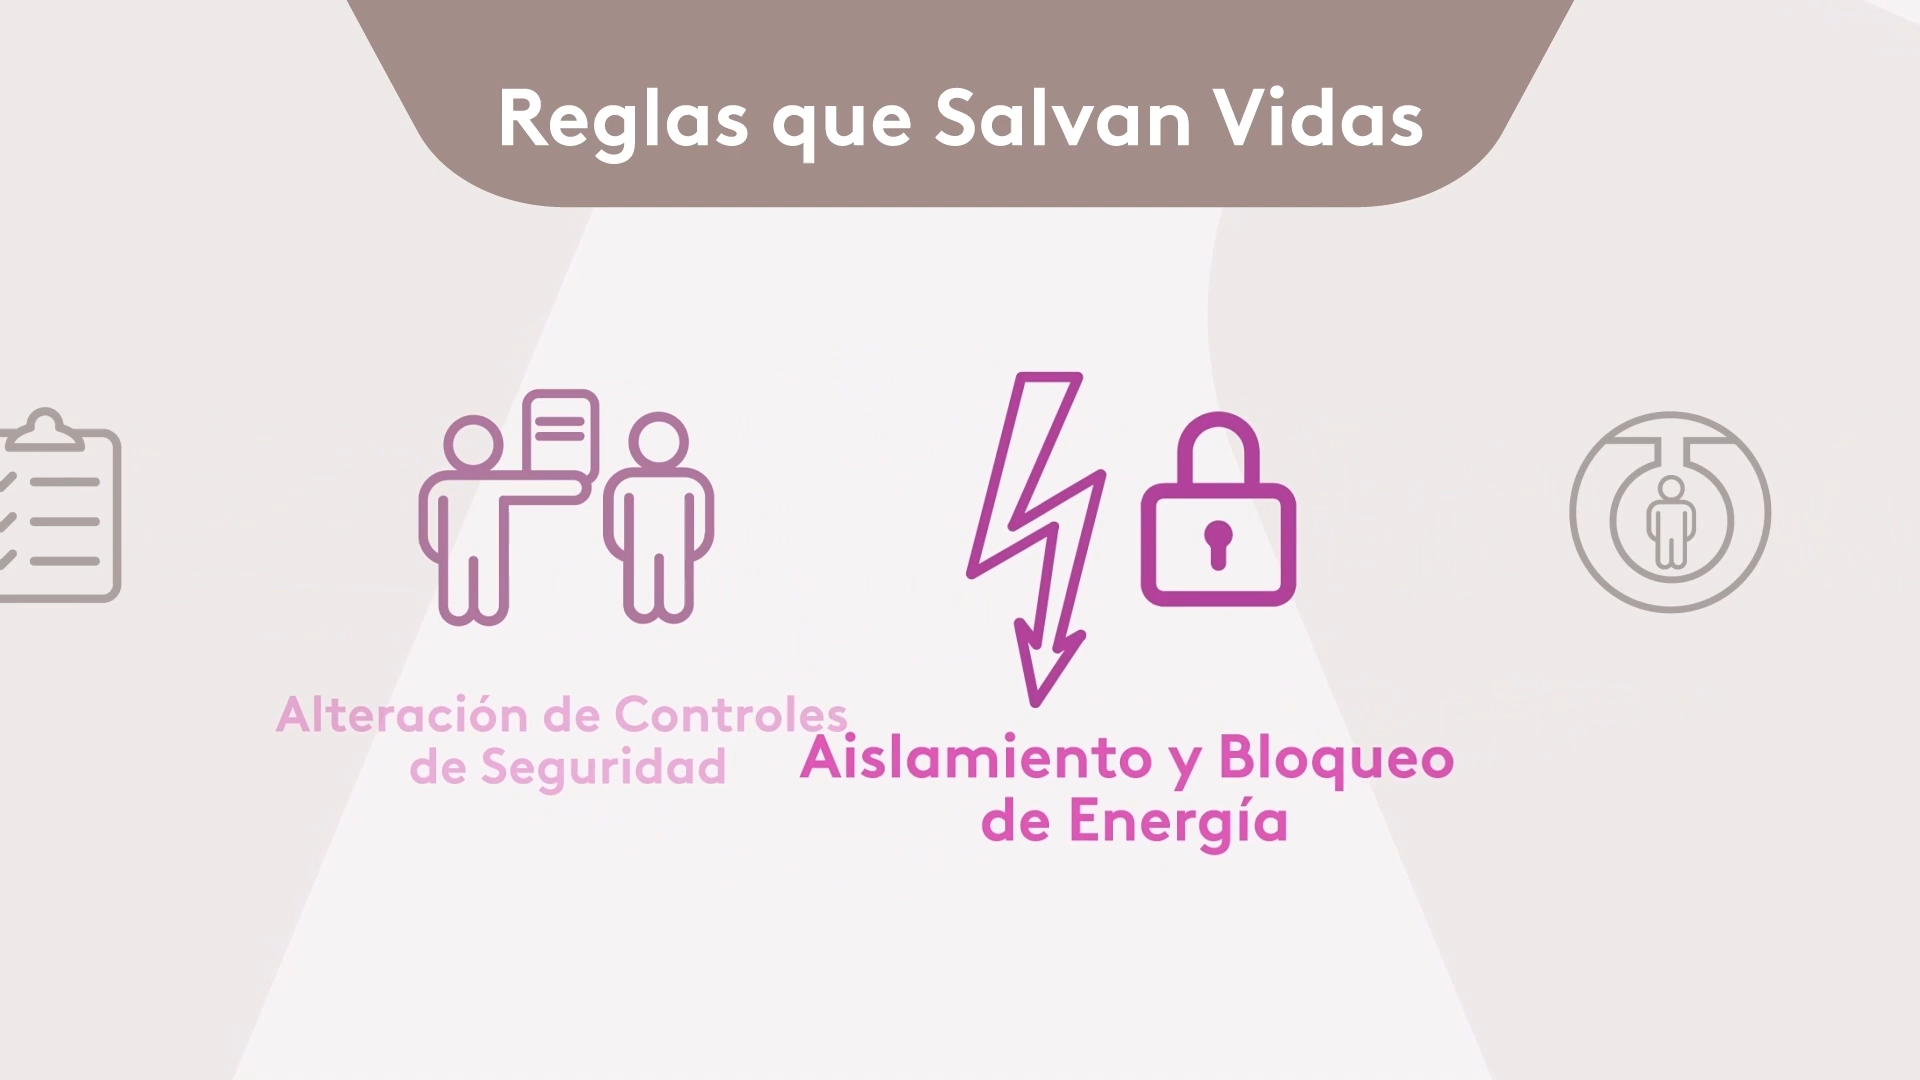 Reglas que Salvan Vidas
Alteración de Controles
de Seguridad
Aislamiento y Bloqueo
de Energía